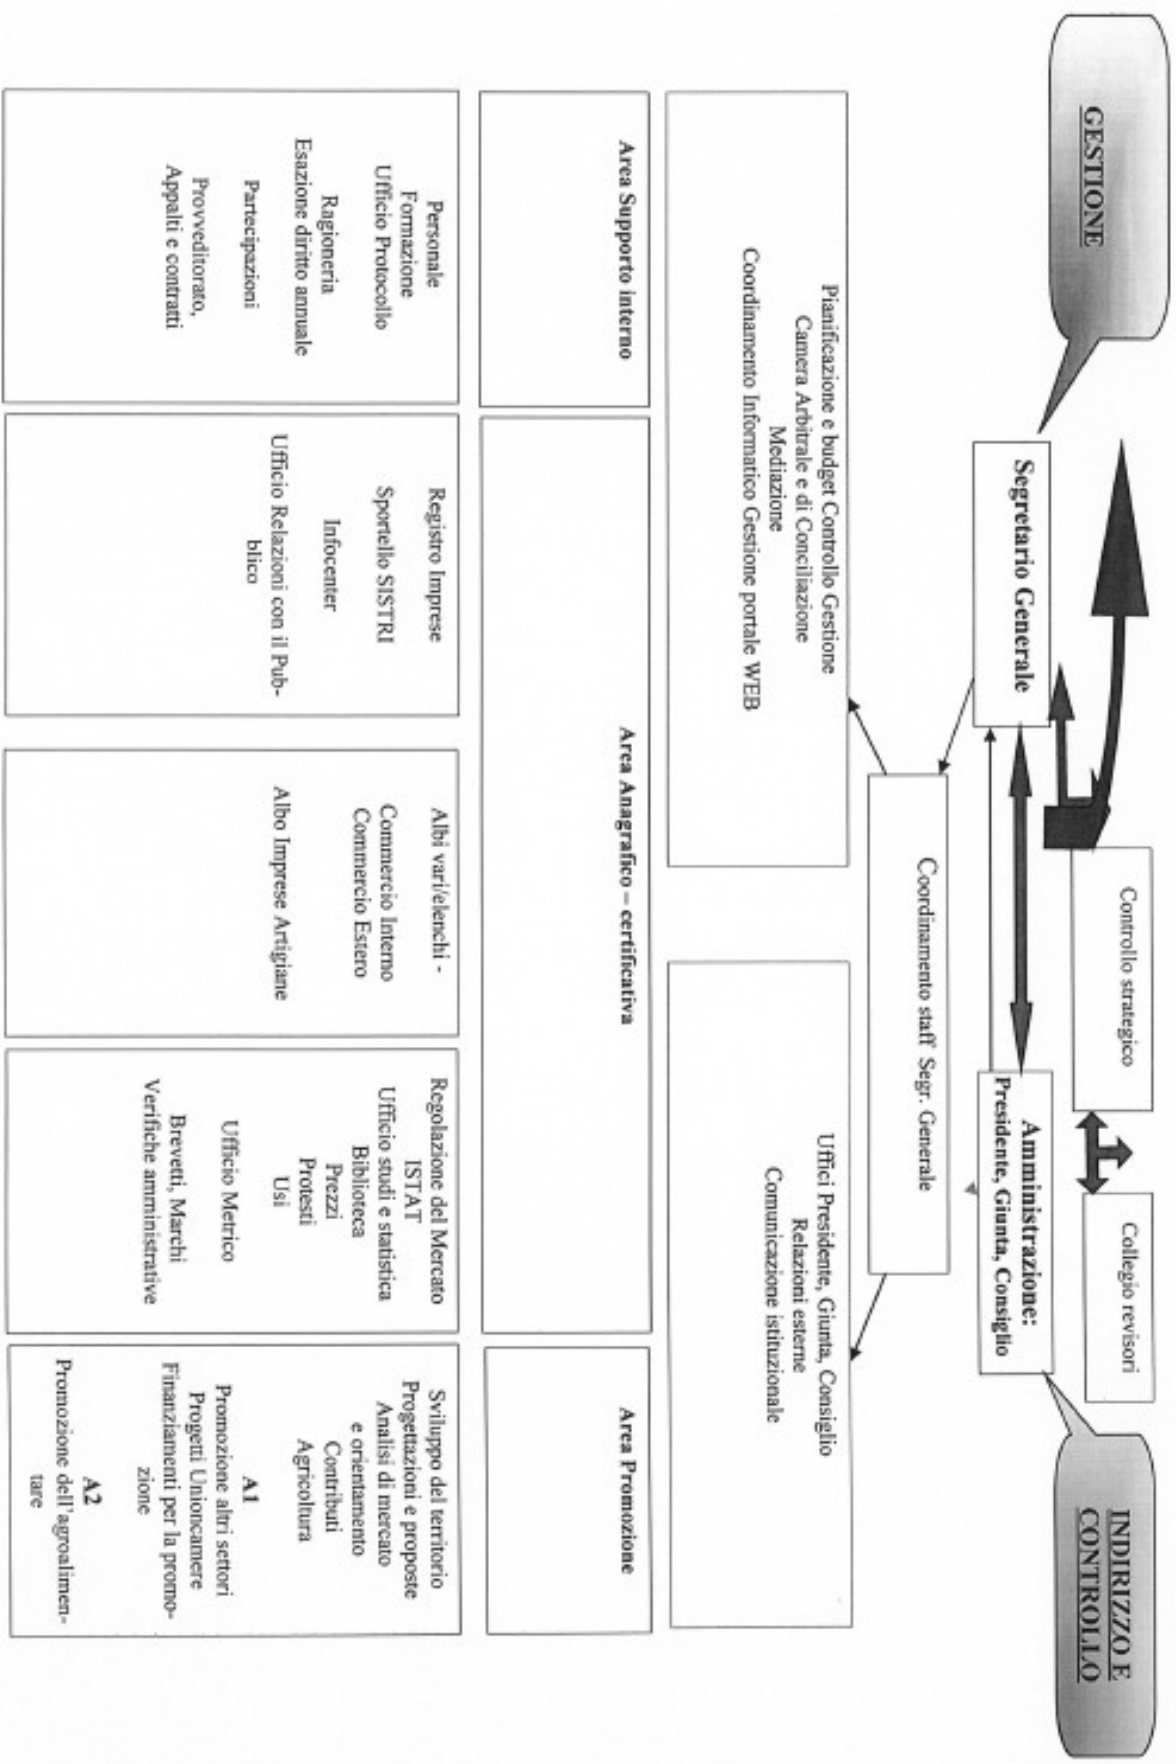 GESTIONE
INDIRIZZO E
CONTROLLO
Controllo strategico
Collegio revisori
Segretario Generale
Amministrazione:
Presidente, Giunta, Consiglio
Coordinamento staff Segr. Generale
Pianificazione e budget Controllo Gestione
Camera Arbitrale e di Conciliazione
Mediazione
Coordinamento Informatico Gestione portale WEB
Uffici Presidente, Giunta, Consiglio
Relazioni esterne
Comunicazione istituzionale
Area Supporto interno
Area Anagrafico – certificativa
Area Promozione
Personale
Formazione
Ufficio Protocollo
Ragioneria
Esazione diritto annuale
Partecipazioni
Provveditorato,
Appalti e contratti
Registro Imprese
Sportello SISTRI
Infocenter
Ufficio Relazioni con il Pub-
blico
Albi vari/elenchi -
Commercio Interno
Commercio Estero
Albo Imprese Artigiane
Regolazione del Mercato
ISTAT
Ufficio studi e statistica
Biblioteca
Prezzi
Protesti
Usi
Ufficio Metrico
Brevetti, Marchi
Verifiche amministrative
Sviluppo del territorio
Progettazioni e proposte
Analisi di mercato
e orientamento
Contributi
Agricoltura
A1
Promozione altri settori
Progetti Unioncamere
Finanziamenti per la promo-
zione
A2
Promozione dell'agroalimen-
tare